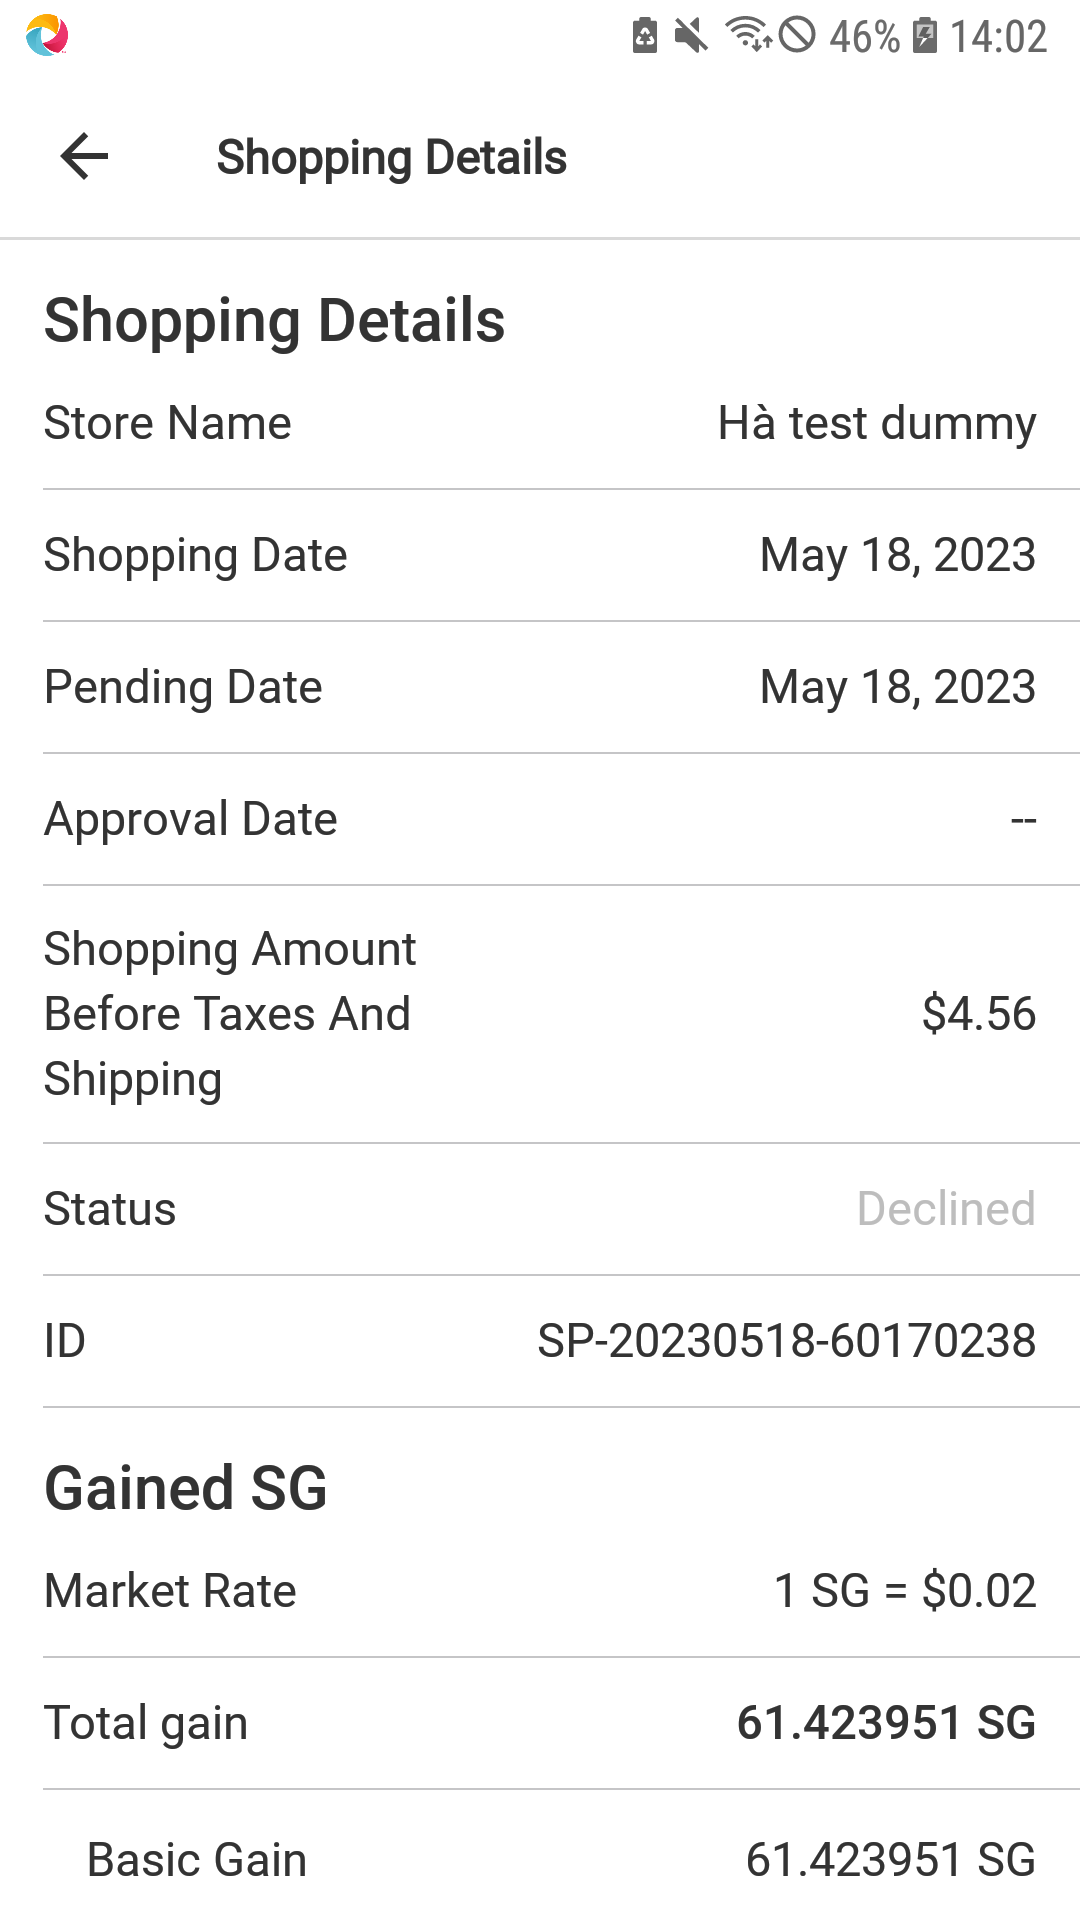 46% 14:02
Shopping Details
Shopping Details
Store Name Hà test dummy
Shopping Date May 18, 2023
Pending Date May 18, 2023
Approval Date --
Shopping Amount
Before Taxes And $4.56
Shipping
Status Declined
ID SP-20230518-60170238
Gained SG
Market Rate 1 SG = $0.02
Total gain 61.423951 SG
Basic Gain 61.423951 SG